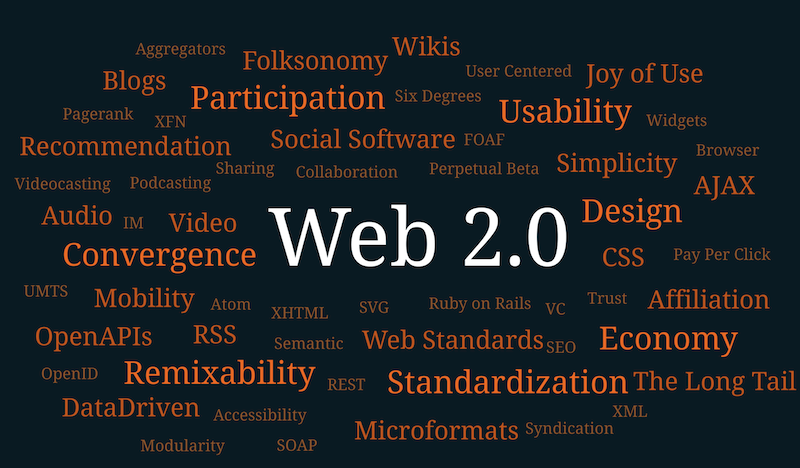 Wikis
Aggregators
Folksonomy
User Centered
Joy of Use
Blogs
Participation
Six Degrees
Usability
Pagerank
XFN
Widgets
Recommendation
Social Software
FOAF
Browser
Sharing
Collaboration
Perpetual Beta
Simplicity
Videocasting
Podcasting
AJAX
Audio
IM
Video
Web 2.0
Design
Convergence
CSS
Pay Per Click
UMTS
Mobility
Atom
XHTML
SVG
Ruby on Rails
VC
Trust
Affiliation
OpenAPIs
RSS
Semantic
Web Standards
SEO
Economy
OpenID
Remixability
REST
Standardization
The Long Tail
DataDriven
Accessibility
XML
Microformats
Syndication
Modularity
SOAP